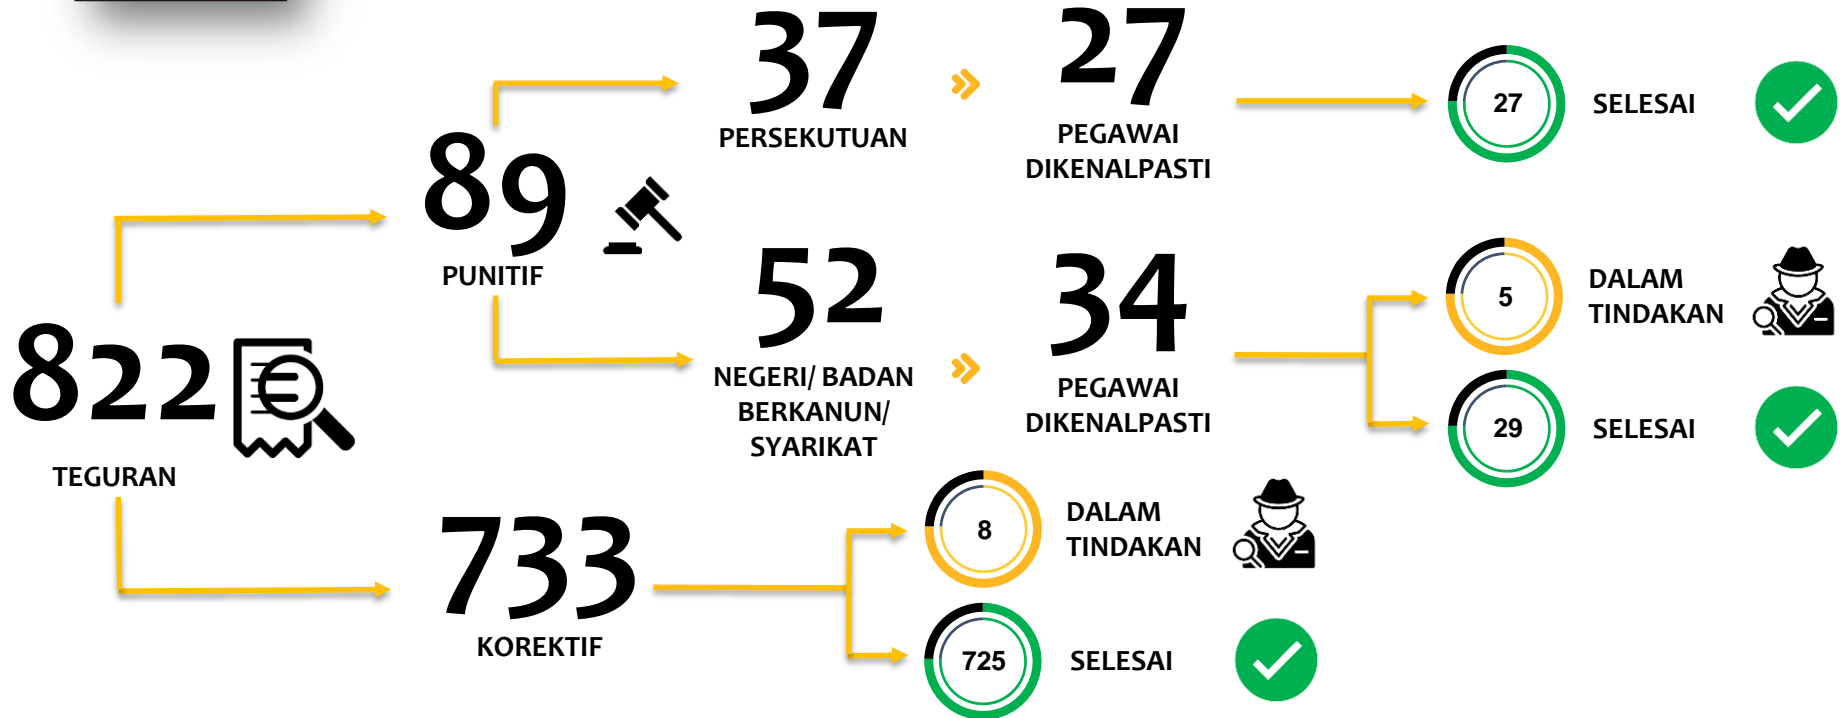 822
TEGURAN
89
PUNITIF
37
PERSEKUTUAN
27
PEGAWAI
DIKENALPASTI
27
SELESAI
52
NEGERI/ BADAN
BERKANUN/
SYARIKAT
34
PEGAWAI
DIKENALPASTI
5
DALAM
TINDAKAN
29
SELESAI
733
KOREKTIF
8
DALAM
TINDAKAN
725
SELESAI